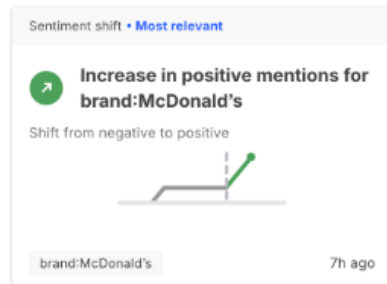 Sentiment shift • Most relevant
Increase in positive mentions for
brand:McDonald's
Shift from negative to positive
brand:McDonald's
7h ago